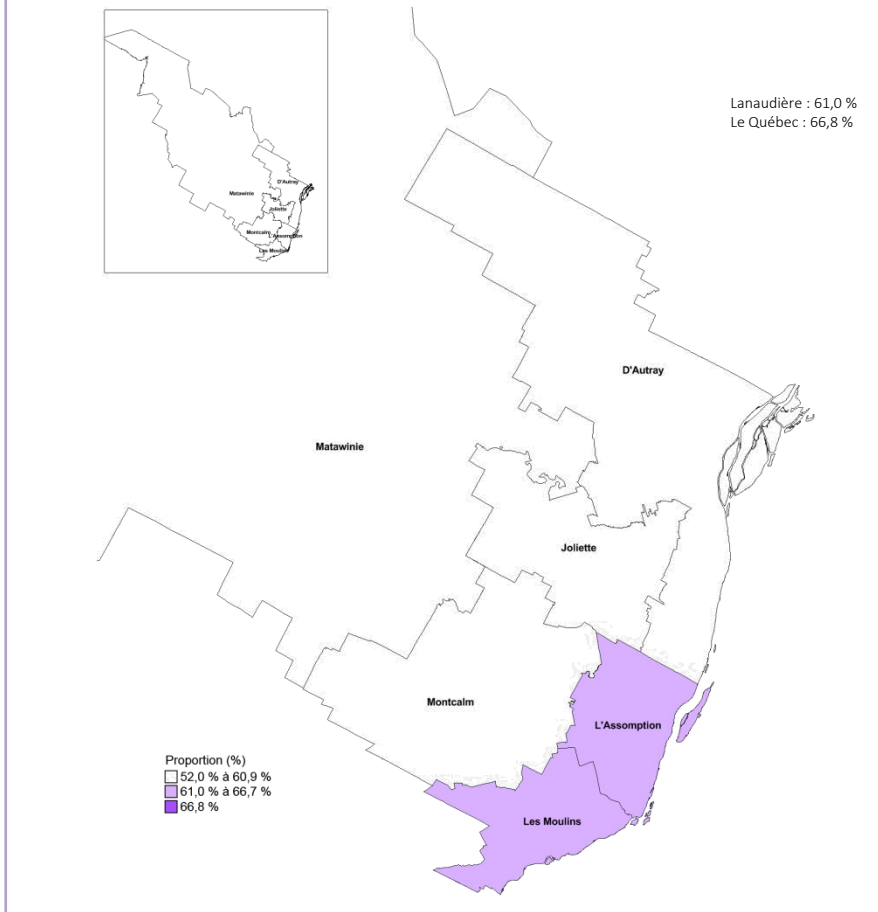 Lanaudière : 61,0 %
Le Québec : 66,8 %
D'Autray
Matawinie
Joliette
Montcalm
L'Assomption
Les Moulins
D'Autray
Matawinie
Joliette
Montcalm
L'Assomption
Les Moulins
Proportion (%)
52,0 % à 60,9 %
61,0 % à 66,7 %
66,8 %